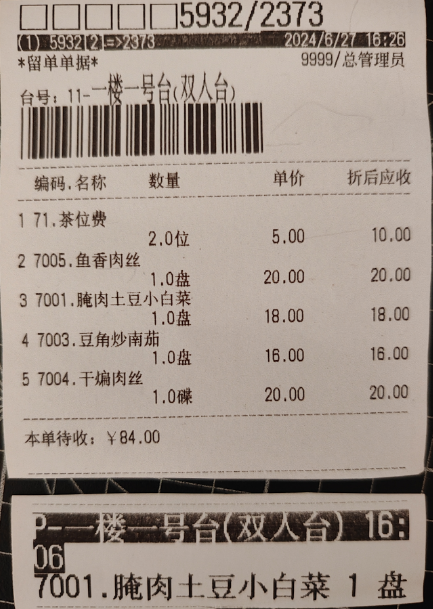 □□□□□□5932/2373
(1) 5932[2]=>2373 2024/6/27 16:26
*留单单据* 9999/总管理员
台号: 11-一楼一号台(双人台)
编码.名称 数量 单价 折后应收
1 71.茶位费
2.0位 5.00 10.00
2 7005.鱼香肉丝
1.0盘 20.00 20.00
3 7001.腌肉土豆小白菜
1.0盘 18.00 18.00
4 7003.豆角炒南茄
1.0盘 16.00 16.00
5 7004.干煸肉丝
1.0碟 20.00 20.00
本单待收: ¥84.00
P-一楼一号台(双人台) 16:
06
7001.腌肉土豆小白菜 1 盘